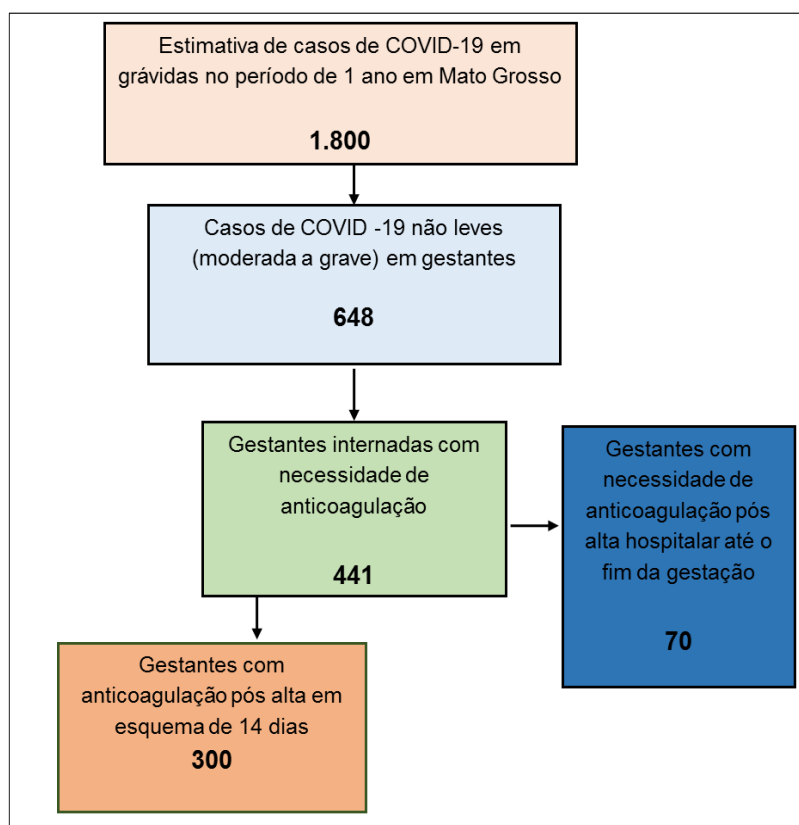 Estimativa de casos de COVID-19 em
grávidas no período de 1 ano em Mato Grosso
1.800
Casos de COVID -19 não leves
(moderada a grave) em gestantes
648
Gestantes internadas com
necessidade de
anticoagulação
441
Gestantes com
necessidade de
anticoagulação pós
alta hospitalar até o
fim da gestação
70
Gestantes com
anticoagulação pós alta em
esquema de 14 dias
300